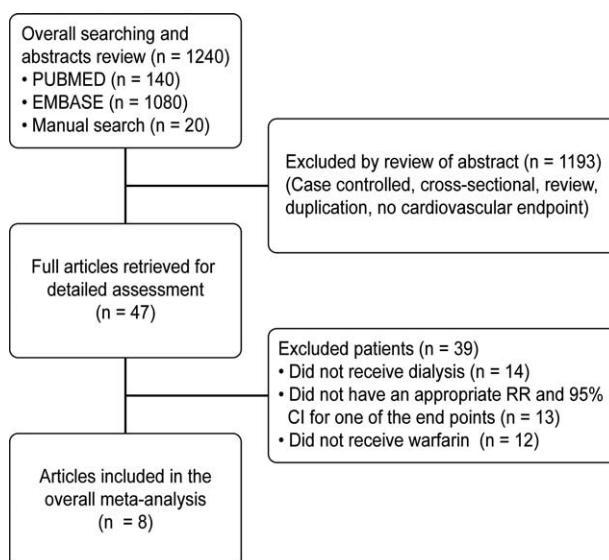 Overall searching and
abstracts review (n = 1240)
• PUBMED (n = 140)
• EMBASE (n = 1080)
• Manual search (n = 20)
Excluded by review of abstract (n = 1193)
(Case controlled, cross-sectional, review,
duplication, no cardiovascular endpoint)
Full articles retrieved for
detailed assessment
(n = 47)
Excluded patients (n = 39)
• Did not receive dialysis (n = 14)
• Did not have an appropriate RR and 95%
CI for one of the end points (n = 13)
• Did not receive warfarin (n = 12)
Articles included in the
overall meta-analysis
(n = 8)